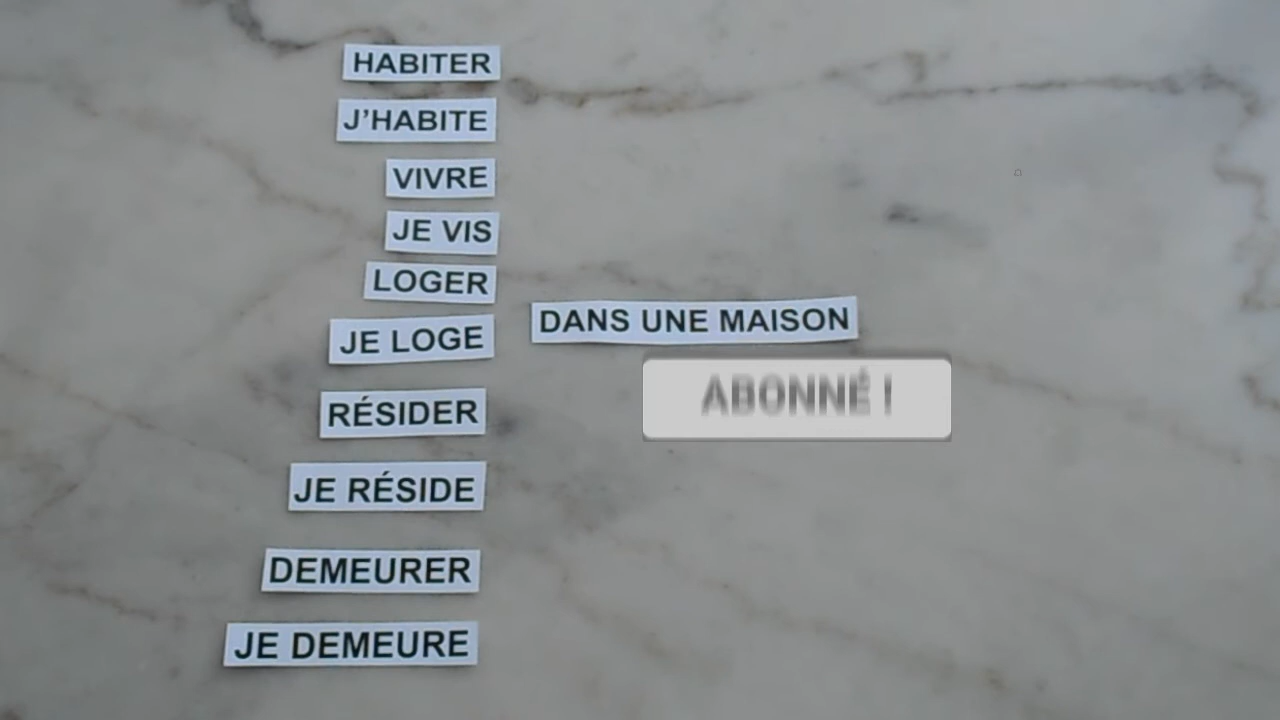 HABITER
J'HABITE
VIVRE
JE VIS
LOGER
JE LOGE
DANS UNE MAISON
ABONNÉ !
RÉSIDER
JE RÉSIDE
DEMEURER
JE DEMEURE